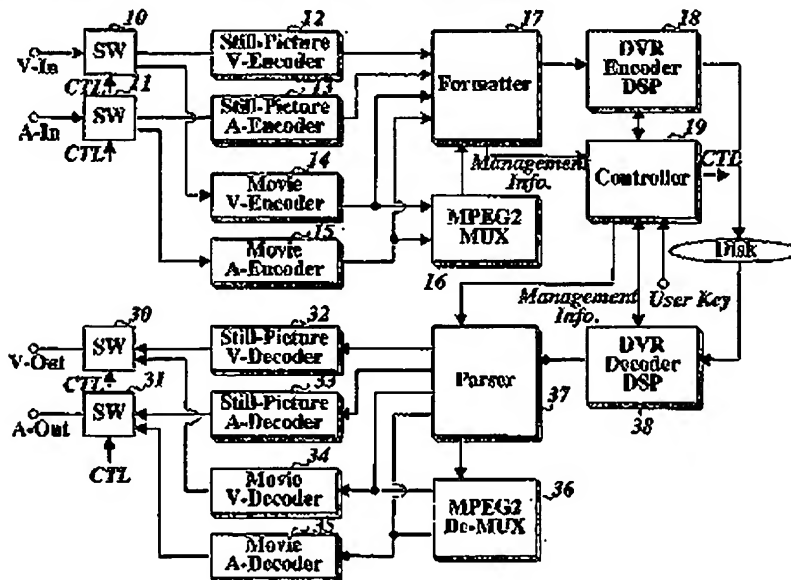 10
12
17
18
V-In
SW
Still-Picture
V-Encoder
Formatter
DVR
Encoder
DSP
CTL
11
13
A-In
SW
Still-Picture
A-Encoder
19
CTL
14
Management
Info.
Controller
CTL
Movie
V-Encoder
MPEG2
MUX
15
Movie
A-Encoder
16
Disk
Management
Info.
User Key
30
32
V-Out
SW
Still-Picture
V-Decoder
Parser
DVR
Decoder
DSP
CTL
31
33
37
A-Out
SW
Still-Picture
A-Decoder
38
CTL
34
Movie
V-Decoder
MPEG2
De-MUX
36
35
Movie
A-Decoder